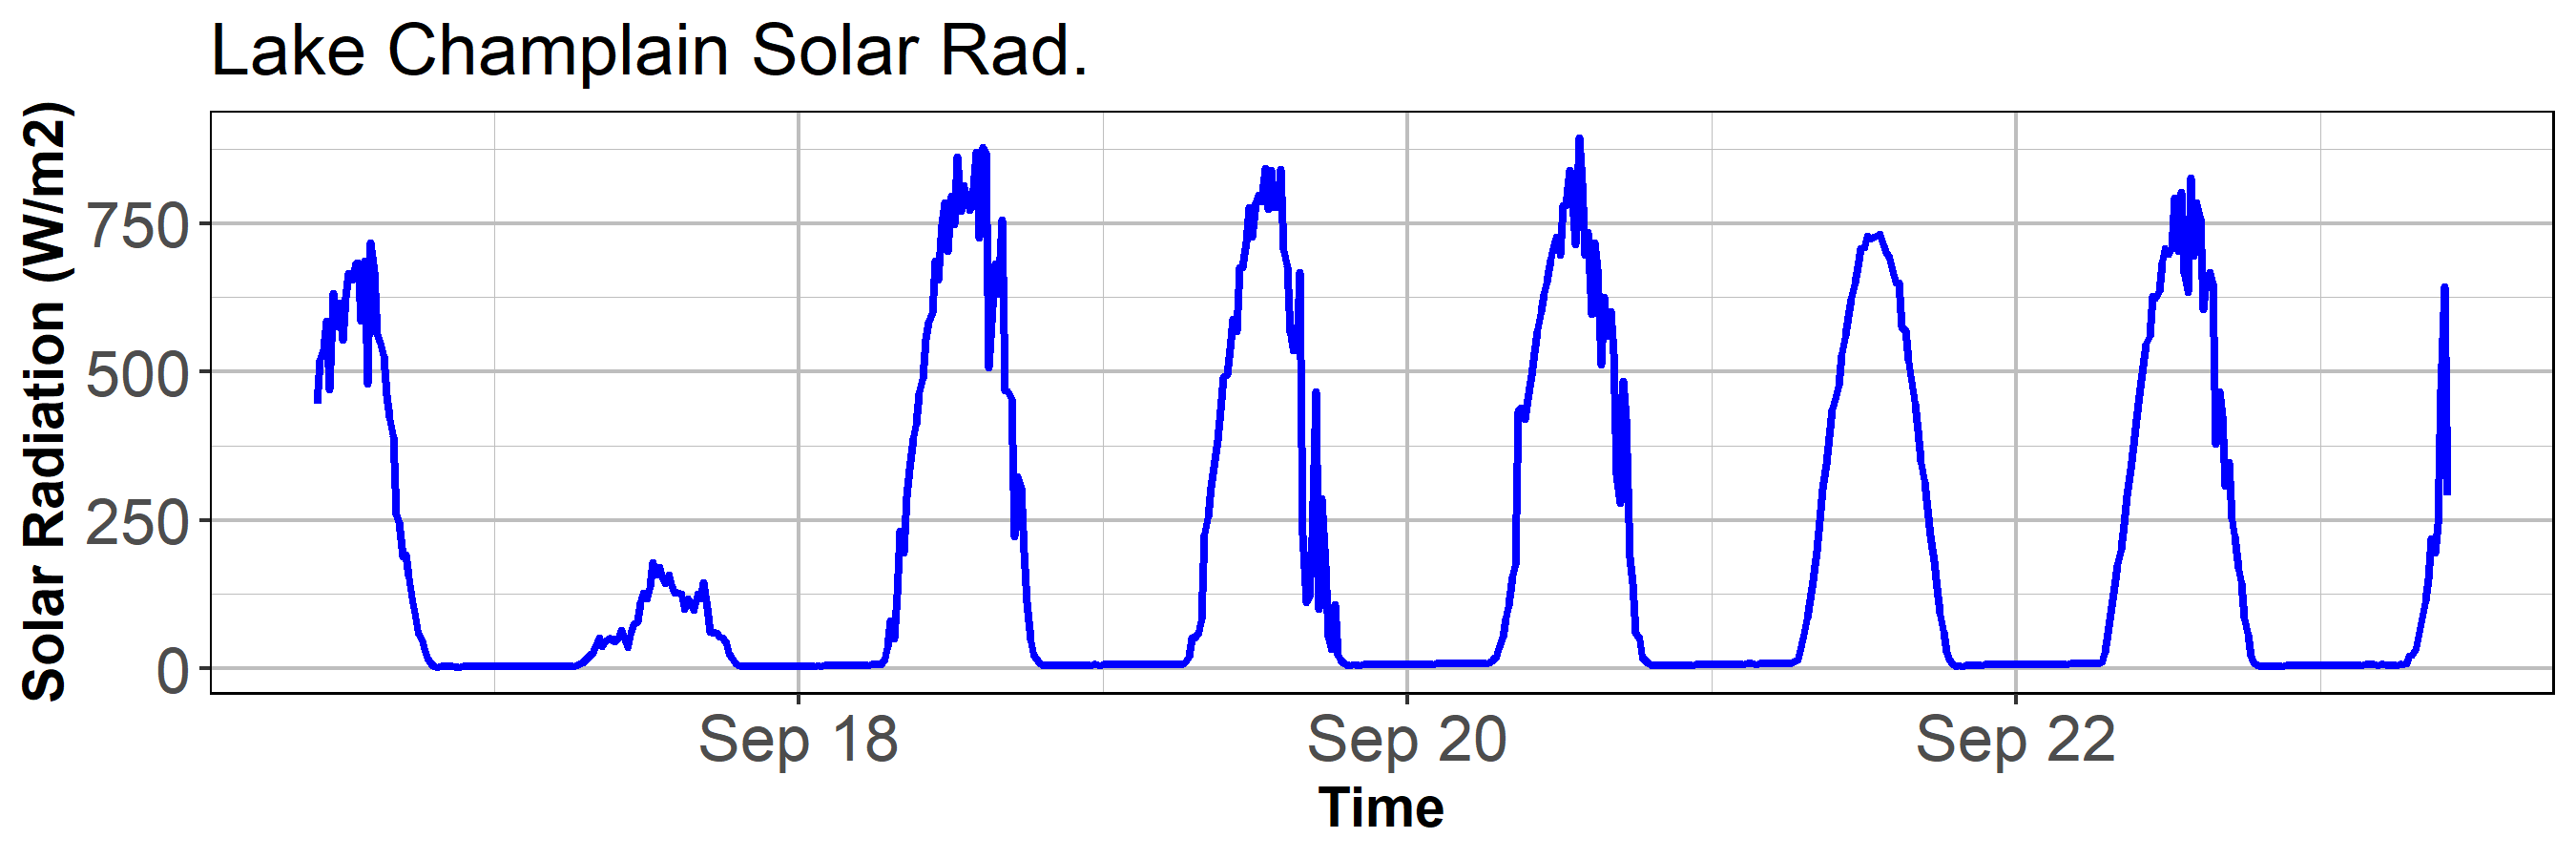 Lake Champlain Solar Rad.
Solar Radiation (W/m2)
750
500
250
0
Sep 18
Sep 20
Sep 22
Time